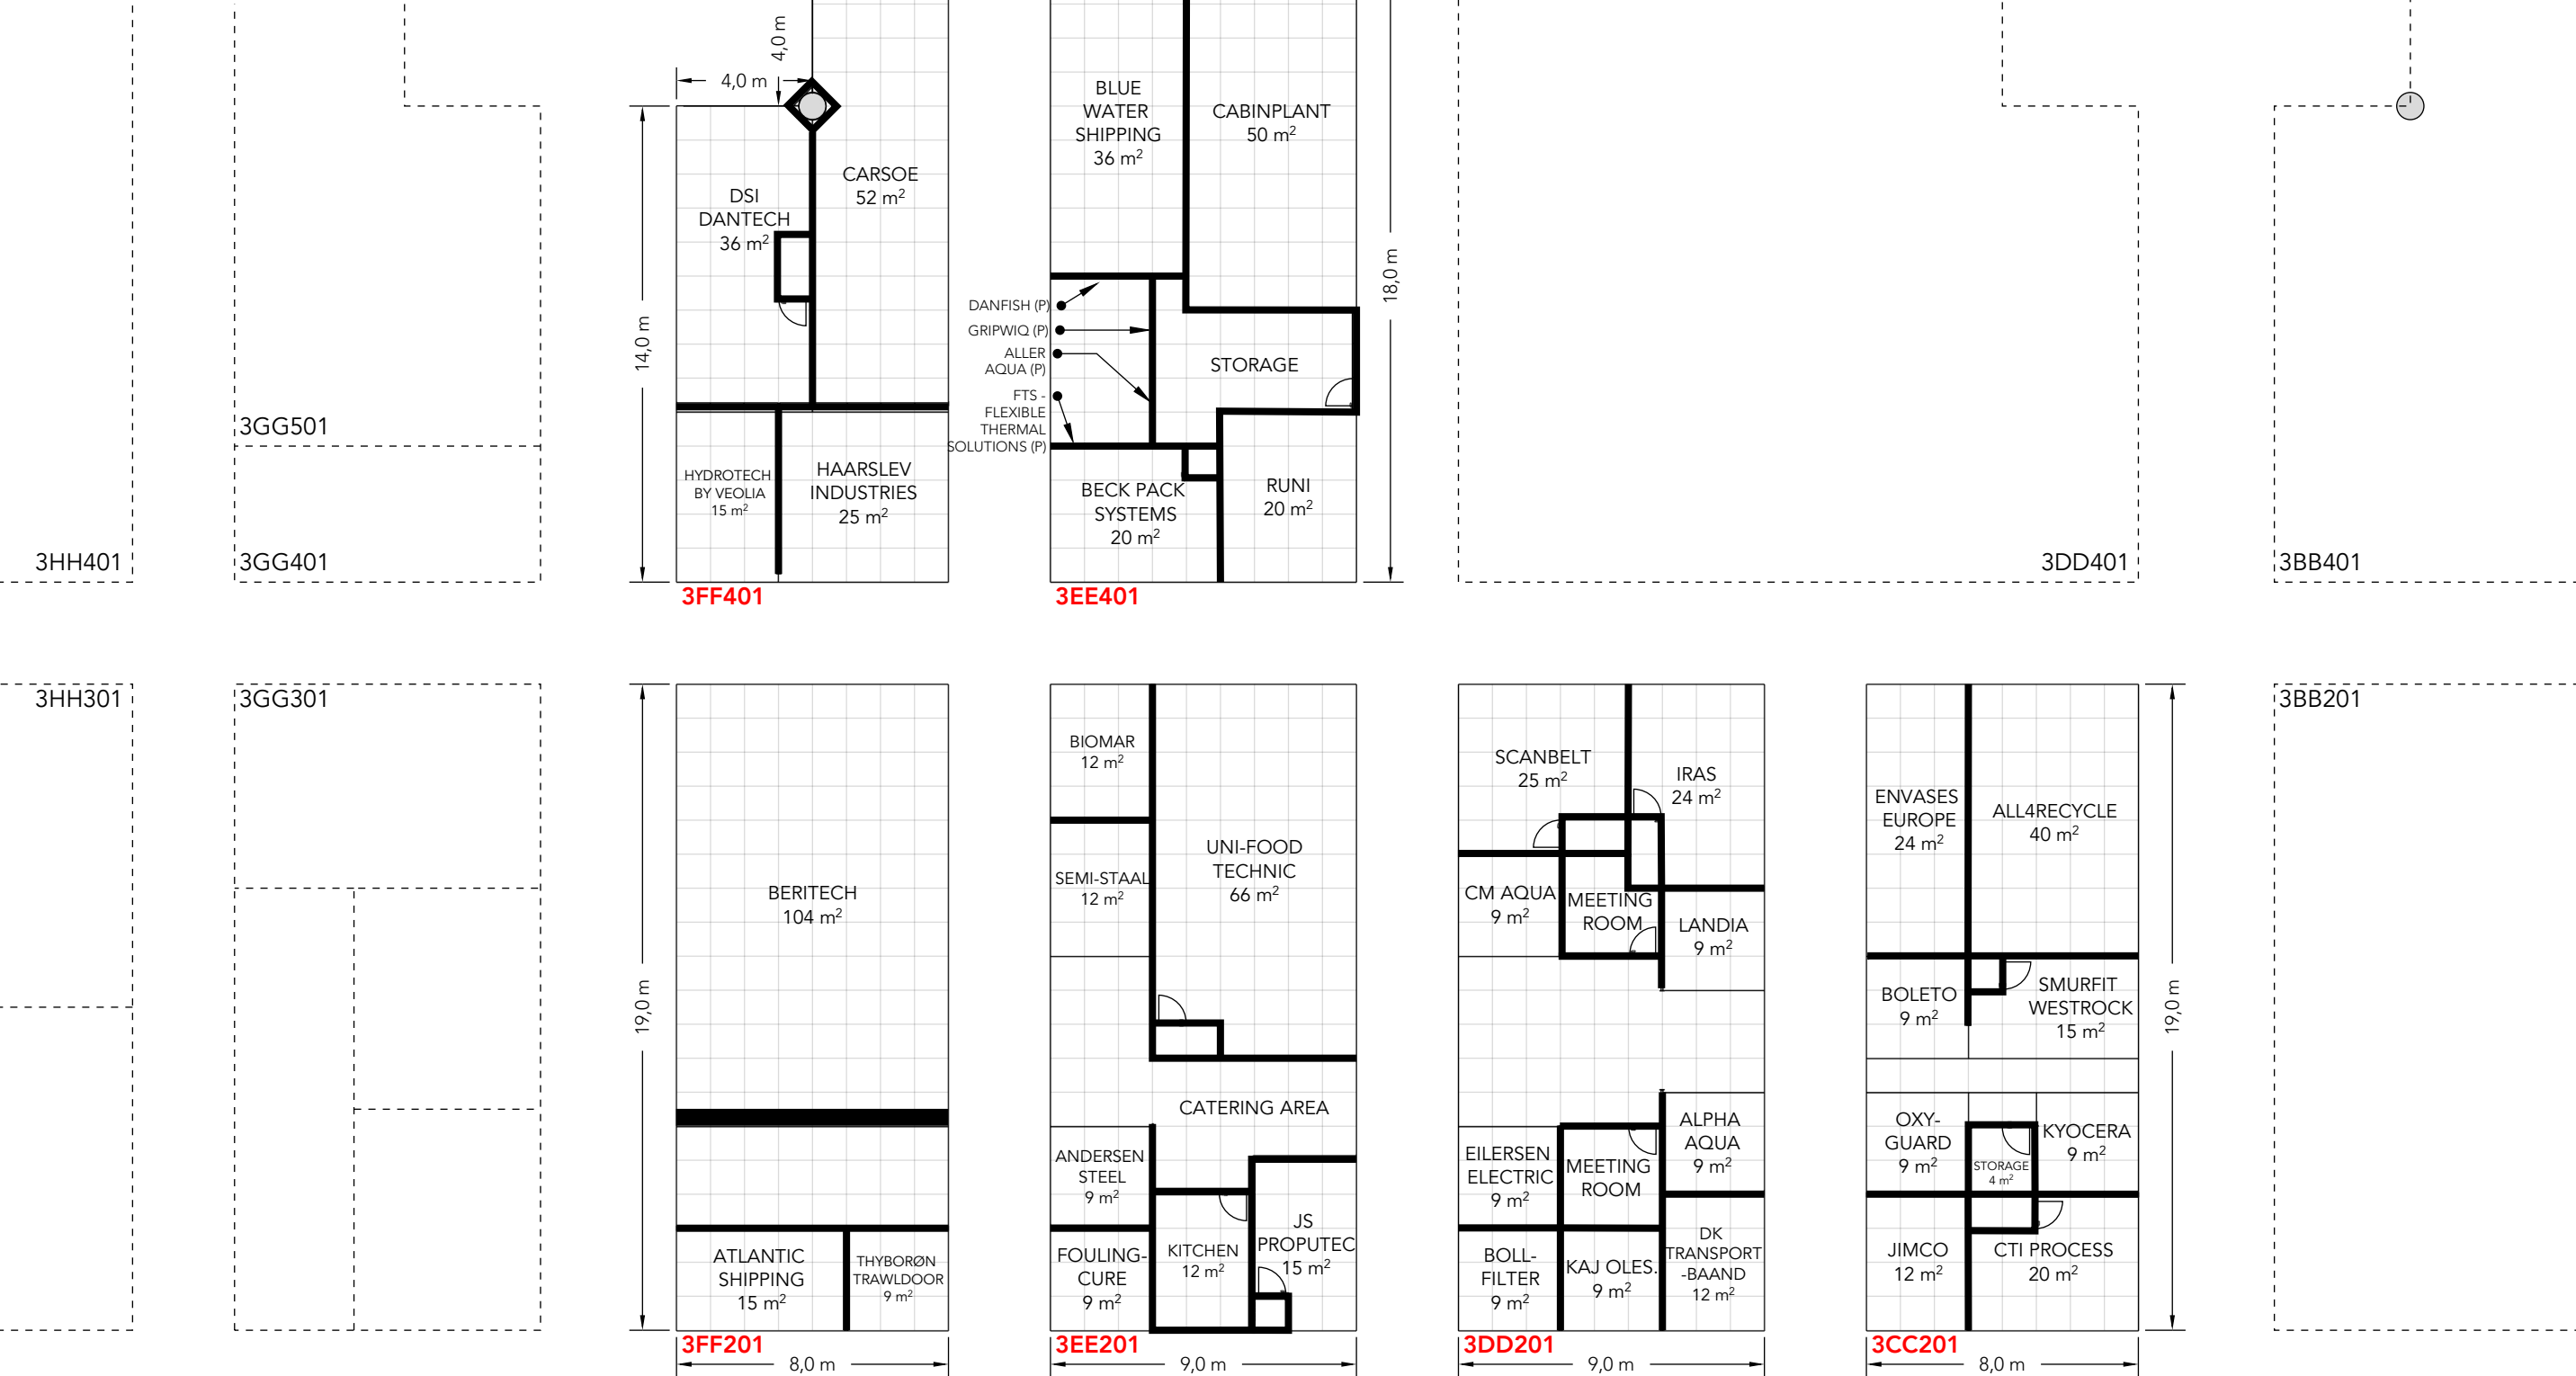 4,0 m
4,0 m
14,0 m
DSI
DANTECH
36 m²
CARSOE
52 m²
HYDROTECH
BY VEOLIA
15 m²
HAARSLEV
INDUSTRIES
25 m²
3FF401
BLUE
WATER
SHIPPING
36 m²
CABINPLANT
50 m²
18,0 m
DANFISH (P)
GRIPWIQ (P)
ALLER
AQUA (P)
FTS -
FLEXIBLE
THERMAL
SOLUTIONS (P)
STORAGE
BECK PACK
SYSTEMS
20 m²
RUNI
20 m²
3EE401
3GG501
3HH401
3GG401
3DD401
3BB401
3HH301
3GG301
3BB201
19,0 m
BERITECH
104 m²
ATLANTIC
SHIPPING
15 m²
THYBORØN
TRAWLDOOR
9 m²
3FF201
8,0 m
BIOMAR
12 m²
SEMI-STAAL
12 m²
UNI-FOOD
TECHNIC
66 m²
CATERING AREA
ANDERSEN
STEEL
9 m²
FOULING-
CURE
9 m²
KITCHEN
12 m²
JS
PROPUTEC
15 m²
3EE201
9,0 m
SCANBELT
25 m²
IRAS
24 m²
CM AQUA
9 m²
MEETING
ROOM
LANDIA
9 m²
EILERSEN
ELECTRIC
9 m²
MEETING
ROOM
ALPHA
AQUA
9 m²
BOLL-
FILTER
9 m²
KAJ OLES.
9 m²
DK
TRANSPORT
-BAAND
12 m²
3DD201
9,0 m
ENVASES
EUROPE
24 m²
ALL4RECYCLE
40 m²
BOLETO
9 m²
SMURFIT
WESTROCK
15 m²
19,0 m
OXY-
GUARD
9 m²
STORAGE
4 m²
KYOCERA
9 m²
JIMCO
12 m²
CTI PROCESS
20 m²
3CC201
8,0 m